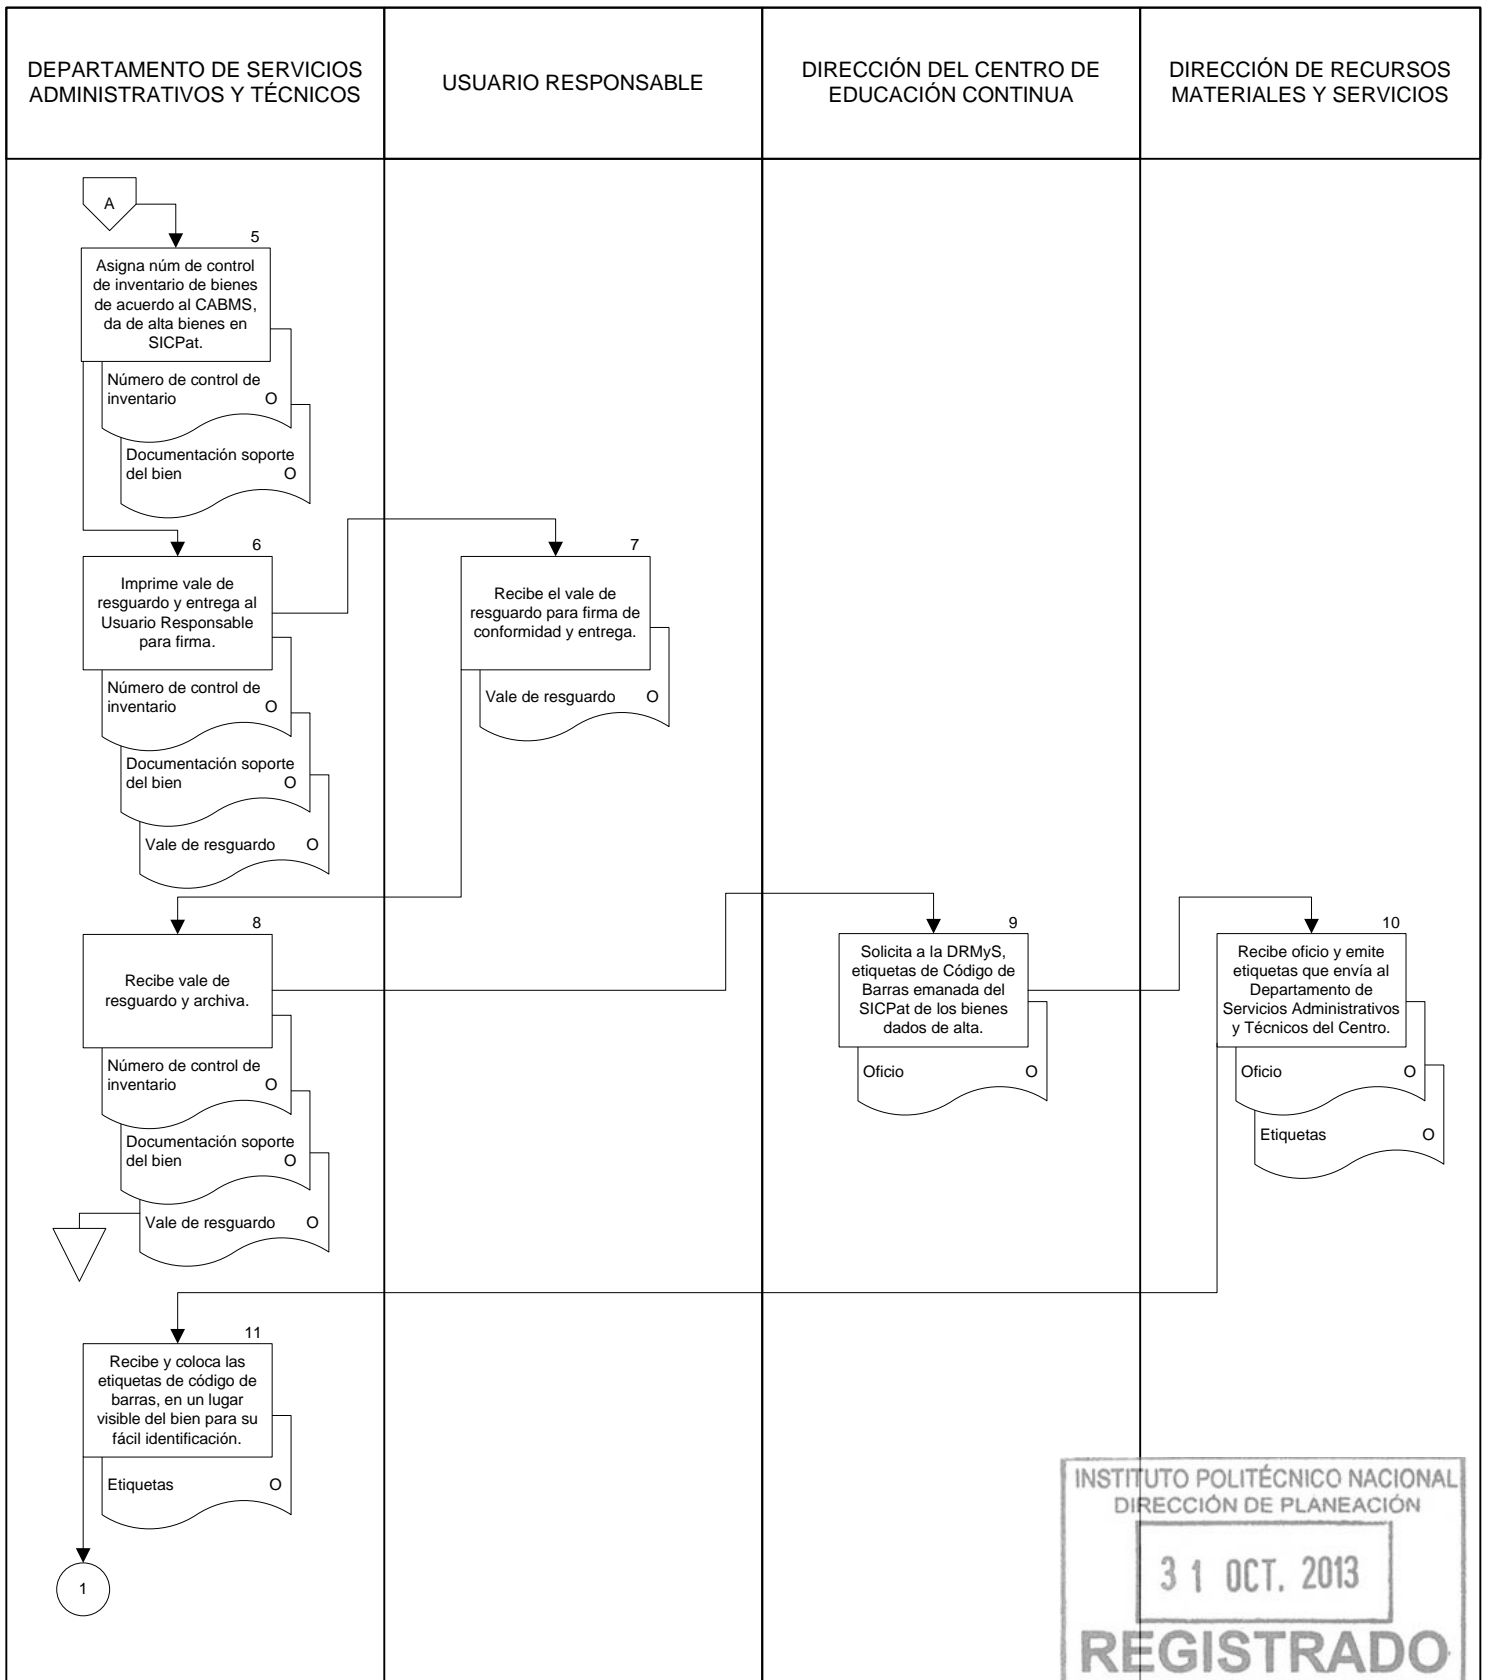 DEPARTAMENTO DE SERVICIOS
ADMINISTRATIVOS Y TÉCNICOS
USUARIO RESPONSABLE
DIRECCIÓN DEL CENTRO DE
EDUCACIÓN CONTINUA
DIRECCIÓN DE RECURSOS
MATERIALES Y SERVICIOS
A
5
Asigna núm de control
de inventario de bienes
de acuerdo al CABMS,
da de alta bienes en
SICPat.
Número de control de
inventario O
Documentación soporte
del bien O
6
Imprime vale de
resguardo y entrega al
Usuario Responsable
para firma.
Número de control de
inventario O
Documentación soporte
del bien O
Vale de resguardo O
7
Recibe el vale de
resguardo para firma de
conformidad y entrega.
Vale de resguardo O
8
Recibe vale de
resguardo y archiva.
Número de control de
inventario O
Documentación soporte
del bien O
Vale de resguardo O
9
Solicita a la DRMyS,
etiquetas de Código de
Barras emanada del
SICPat de los bienes
dados de alta.
Oficio O
10
Recibe oficio y emite
etiquetas que envía al
Departamento de
Servicios Administrativos
y Técnicos del Centro.
Oficio O
Etiquetas O
11
Recibe y coloca las
etiquetas de código de
barras, en un lugar
visible del bien para su
fácil identificación.
Etiquetas O
1
INSTITUTO POLITÉCNICO NACIONAL
DIRECCIÓN DE PLANEACIÓN
31 OCT. 2013
REGISTRADO